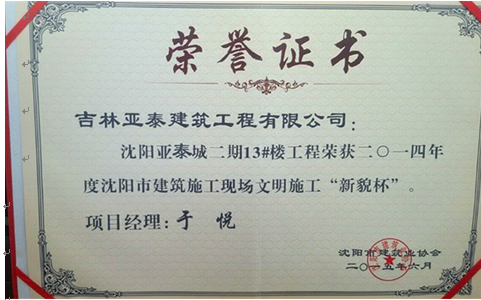 荣誉证书
吉林亚泰建筑工程有限公司：
沈阳亚泰城二期13#楼工程荣获二〇一四年
度沈阳市建筑施工现场文明施工“新貌杯”。
项目经理：于 悦
沈阳市建筑业协会
二〇一五年六月